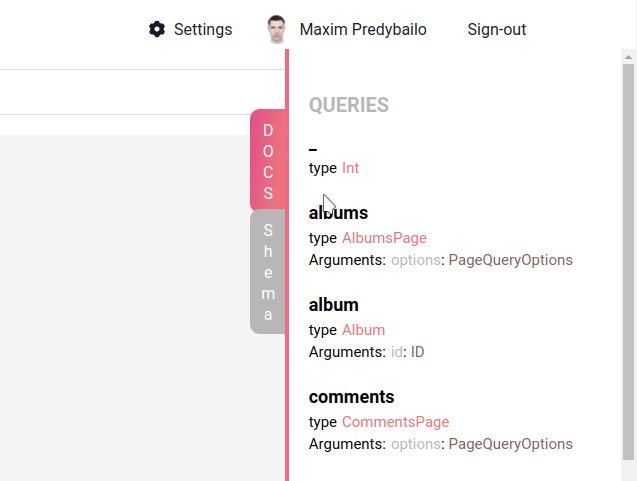 Settings Maxim Predybailo Sign-out
QUERIES
_
type Int
albums
type AlbumsPage
Arguments: options: PageQueryOptions
album
type Album
Arguments: id: ID
comments
type CommentsPage
Arguments: options: PageQueryOptions
DOCS
Shema